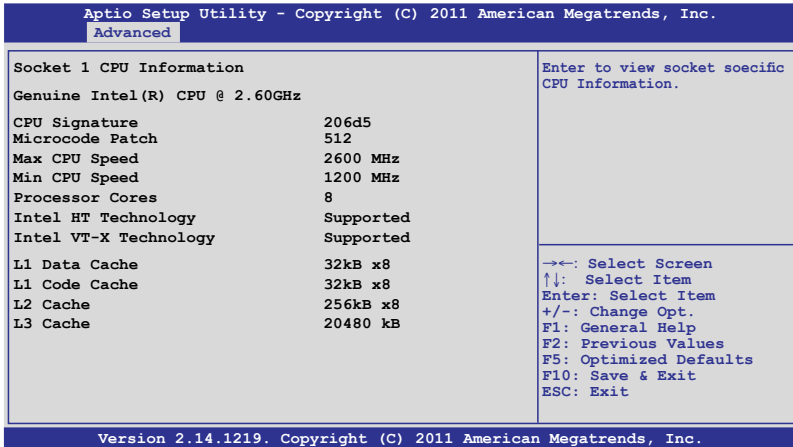 Aptio Setup Utility - Copyright (C) 2011 American Megatrends, Inc.
Advanced
Socket 1 CPU Information
Genuine Intel(R) CPU @ 2.60GHz
CPU Signature 206d5
Microcode Patch 512
Max CPU Speed 2600 MHz
Min CPU Speed 1200 MHz
Processor Cores 8
Intel HT Technology Supported
Intel VT-X Technology Supported
L1 Data Cache 32kB x8
L1 Code Cache 32kB x8
L2 Cache 256kB x8
L3 Cache 20480 kB
Enter to view socket soecific
CPU Information.
→←: Select Screen
↑↓: Select Item
Enter: Select Item
+/-: Change Opt.
F1: General Help
F2: Previous Values
F5: Optimized Defaults
F10: Save & Exit
ESC: Exit
Version 2.14.1219. Copyright (C) 2011 American Megatrends, Inc.